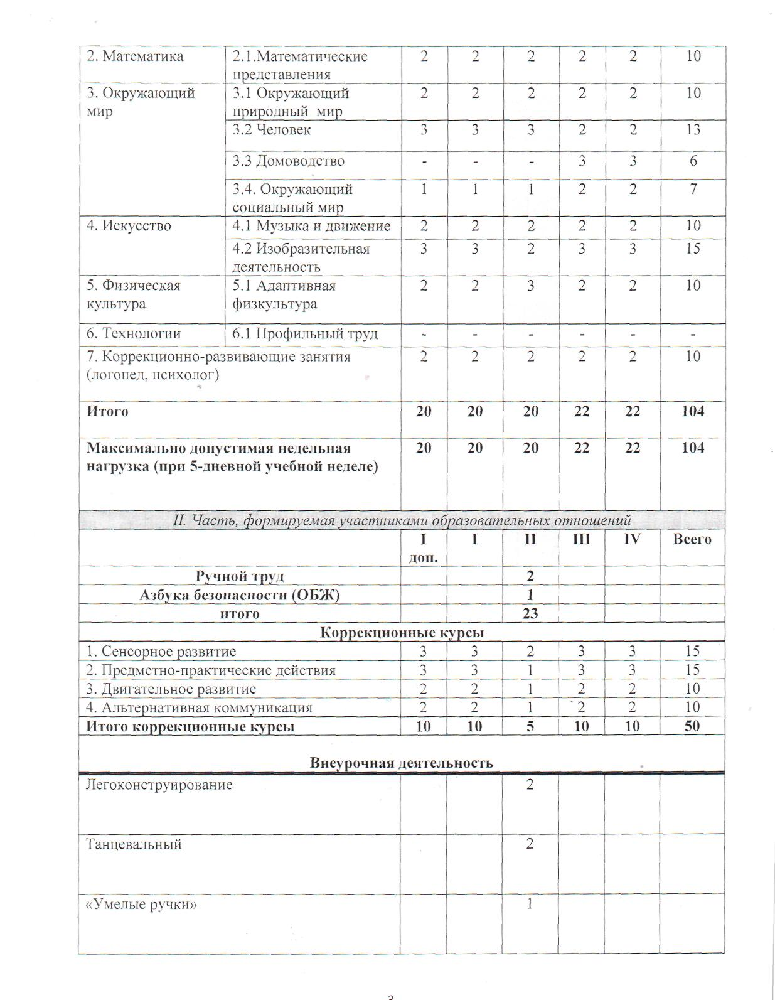 2. Математика 2.1.Математические 2 2 2 2 2 10
представления
3. Окружающий 3.1 Окружающий 2 2 2 2 2 10
мир природный мир
3.2 Человек 3 3 3 2 2 13
3.3 Домоводство - - - 3 3 6
3.4. Окружающий 1 1 1 2 2 7
социальный мир
4. Искусство 4.1 Музыка и движение 2 2 2 2 2 10
4.2 Изобразительная 3 3 2 3 3 15
деятельность
5. Физическая 5.1 Адаптивная 2 2 3 2 2 10
культура физкультура
6. Технологии 6.1 Профильный труд - - - - - -
7. Коррекционно-развивающие занятия 2 2 2 2 2 10
(логопед, психолог)
Итого 20 20 20 22 22 104
Максимально допустимая недельная 20 20 20 22 22 104
нагрузка (при 5-дневной учебной неделе)
II. Часть, формируемая участниками образовательных отношений
I I II III IV Всего
доп.
Ручной труд 2
Азбука безопасности (ОБЖ) 1
итого 23
Коррекционные курсы
1. Сенсорное развитие 3 3 2 3 3 15
2. Предметно-практические действия 3 3 1 3 3 15
3. Двигательное развитие 2 2 1 2 2 10
4. Альтернативная коммуникация 2 2 1 2 2 10
Итого коррекционные курсы 10 10 5 10 10 50
Внеурочная деятельность
Легоконструирование 2
Танцевальный 2
«Умелые ручки» 1
3